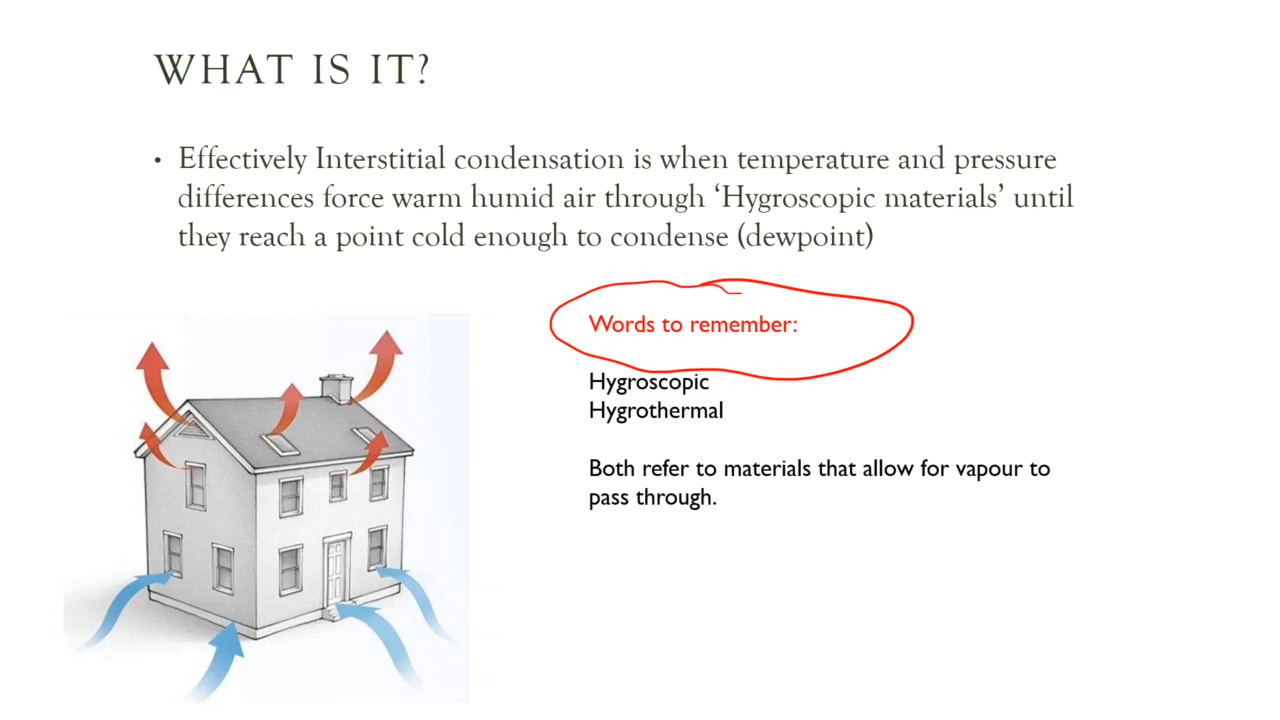 WHAT IS IT?
• Effectively Interstitial condensation is when temperature and pressure
differences force warm humid air through ‘Hygroscopic materials’ until
they reach a point cold enough to condense (dewpoint)
Words to remember:
Hygroscopic
Hygrothermal
Both refer to materials that allow for vapour to
pass through.